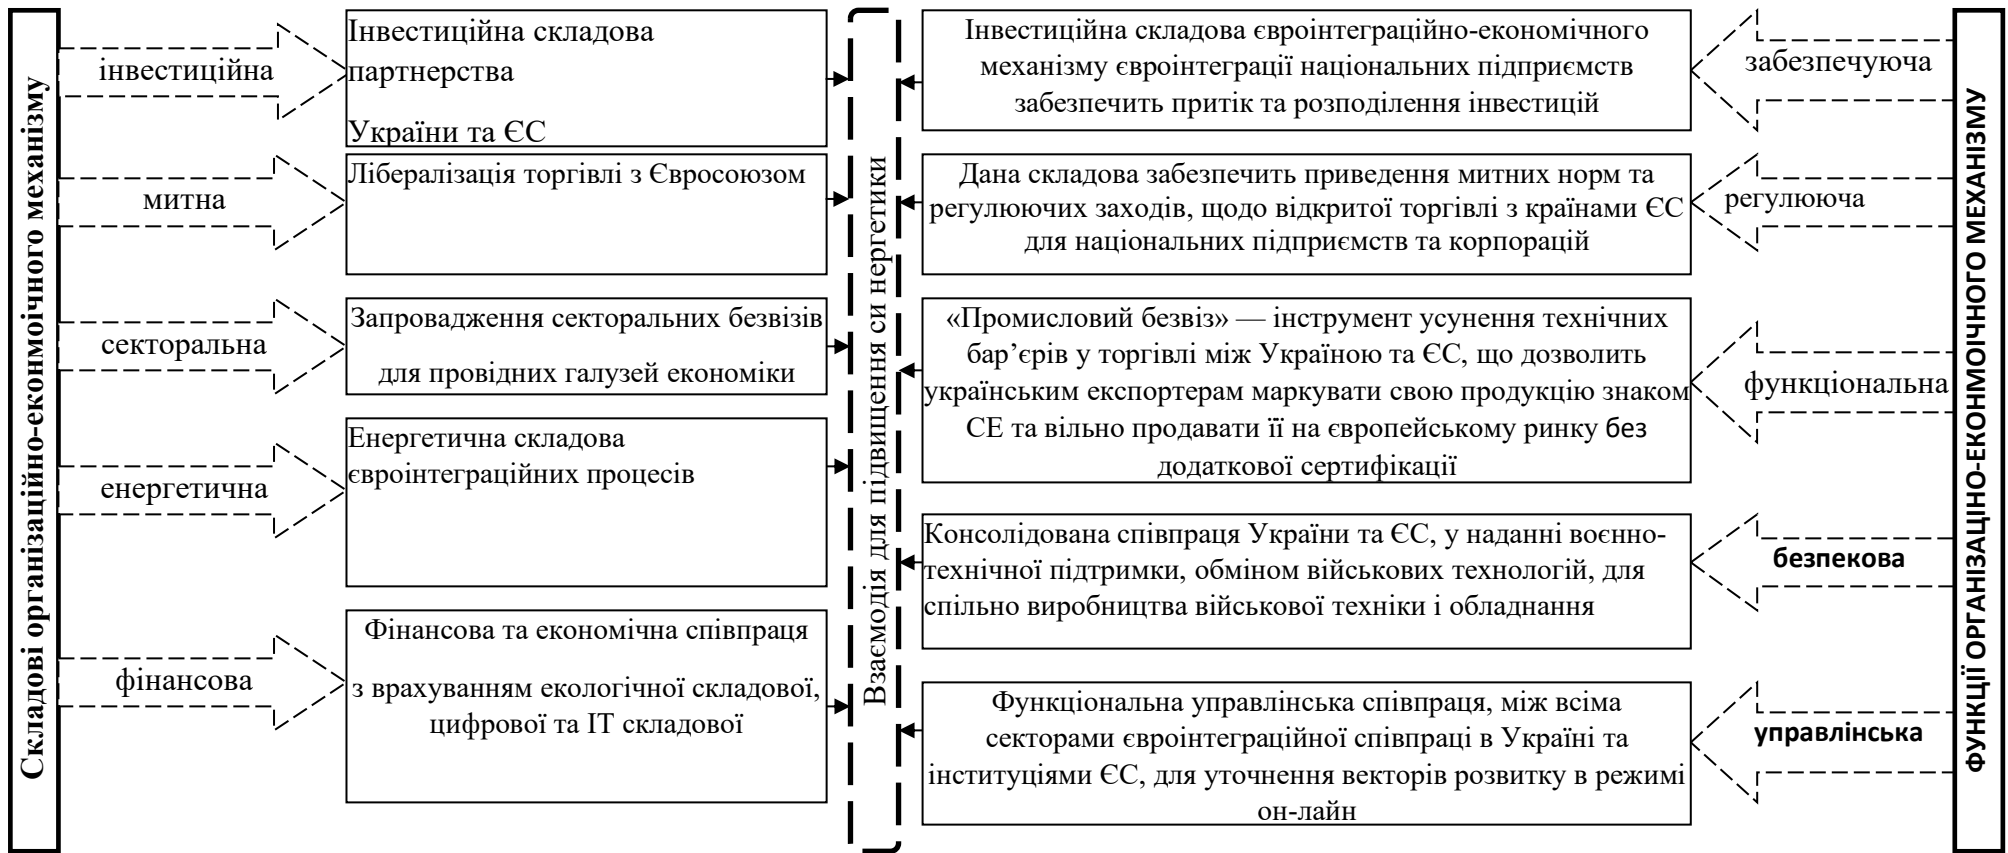 Складові організаційно-еконмоічного механізму
інвестиційна
митна
секторальна
енергетична
фінансова
Інвестиційна складова
партнерства
України та ЄС
Лібералізація торгівлі з Євросоюзом
Запровадження секторальних безвізів
для провідних галузей економіки
Енергетична складова
євроінтеграційних процесів
Фінансова та економічна співпраця
з врахуванням екологічної складової,
цифрової та ІТ складової
Взаємодія для підвищення си нергетики
Інвестиційна складова євроінтеграційно-економічного
механізму євроінтеграції національних підприємств
забезпечить притік та розподілення інвестицій
Дана складова забезпечить приведення митних норм та
регулюючих заходів, щодо відкритої торгівлі з країнами ЄС
для національних підприємств та корпорацій
«Промисловий безвіз» — інструмент усунення технічних
бар’єрів у торгівлі між Україною та ЄС, що дозволить
українським експортерам маркувати свою продукцію знаком
СЕ та вільно продавати її на європейському ринку без
додаткової сертифікації
Консолідована співпраця України та ЄС, у наданні воєнно-
технічної підтримки, обміном військових технологій, для
спільно виробництва військової техніки і обладнання
Функціональна управлінська співпраця, між всіма
секторами євроінтеграційної співпраці в Україні та
інституціями ЄС, для уточнення векторів розвитку в режимі
он-лайн
забезпечуюча
регулююча
функціональна
безпекова
управлінська
ФУНКЦІЇ ОРГАНІЗАЦІНО-ЕКОНМОІЧНОГО МЕХАНІЗМУ